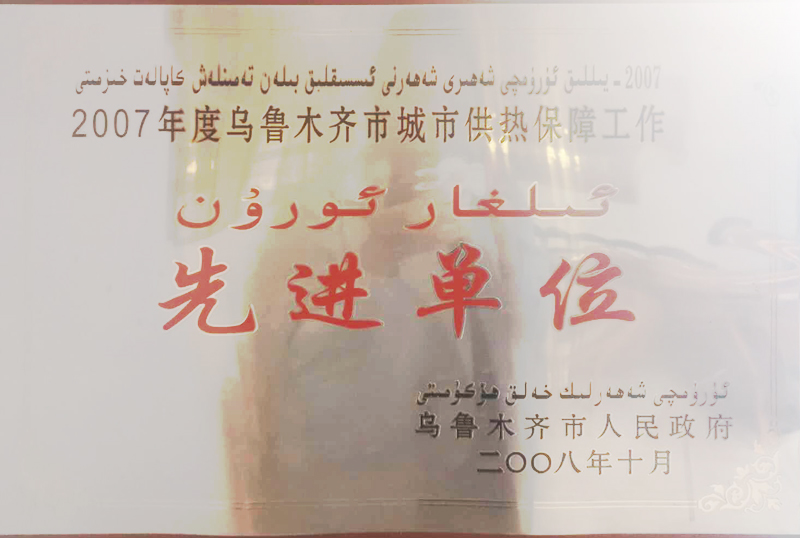 2007 - يىللىق ئۈرۈمچى شەھىرى شەھەرنى ئىسسىقلىق بىلەن تەمىنلەش كاپالەت خىزمىتى
2007年度乌鲁木齐市城市供热保障工作
ئىلغار ئورۇن
先进单位
ئۈرۈمچى شەھەرلىك خەلق ھۆكۈمىتى
乌鲁木齐市人民政府
二〇〇八年十月